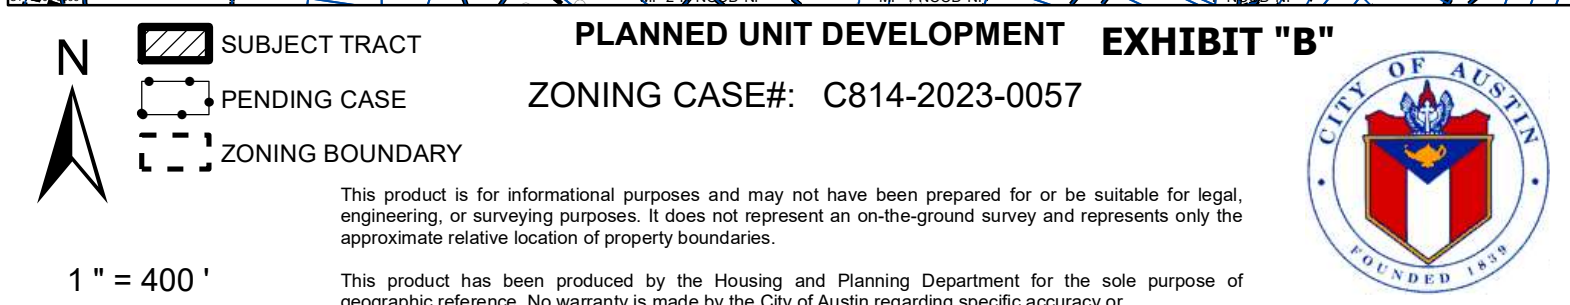 N
SUBJECT TRACT
PENDING CASE
ZONING BOUNDARY
PLANNED UNIT DEVELOPMENT
EXHIBIT "B"
ZONING CASE#: C814-2023-0057
CITY OF AUSTIN
FOUNDED 1839
This product is for informational purposes and may not have been prepared for or be suitable for legal,
engineering, or surveying purposes. It does not represent an on-the-ground survey and represents only the
approximate relative location of property boundaries.
1 " = 400 '
This product has been produced by the Housing and Planning Department for the sole purpose of
geographic reference. No warranty is made by the City of Austin regarding specific accuracy or